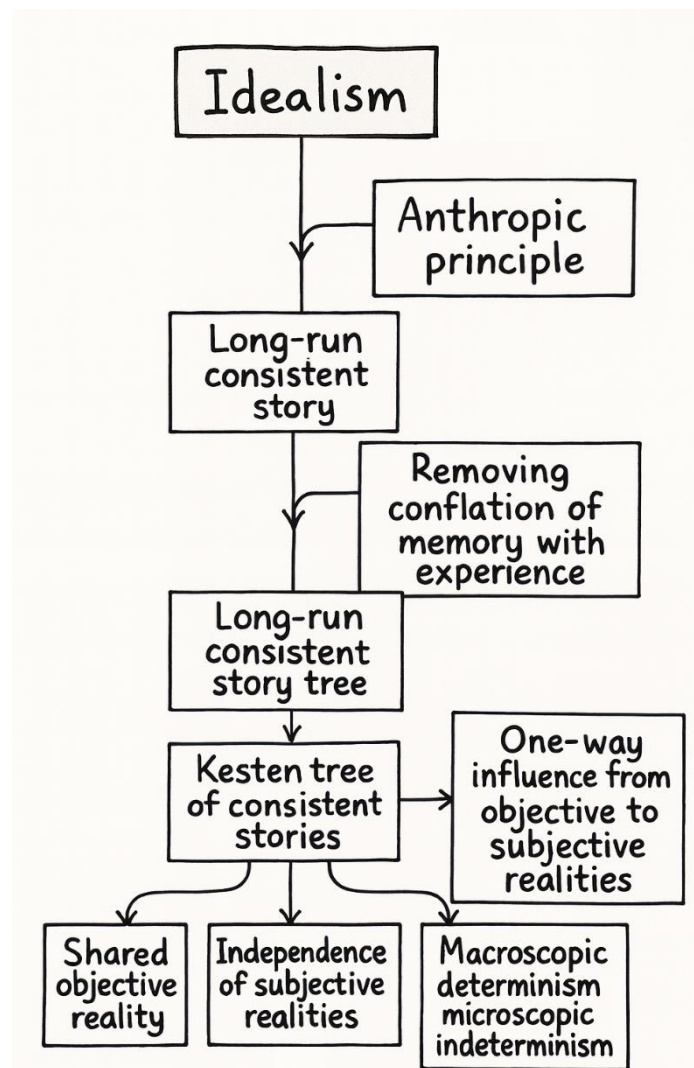 Idealism
Anthropic
principle
Long-run
consistent
story
Removing
conflation of
memory with
experience
Long-run
consistent
story tree
Kesten tree
of consistent
stories
One-way
influence from
objective to
subjective
realities
Shared
objective
reality
Independence
of subjective
realities
Macroscopic
determinism
microscopic
indeterminism